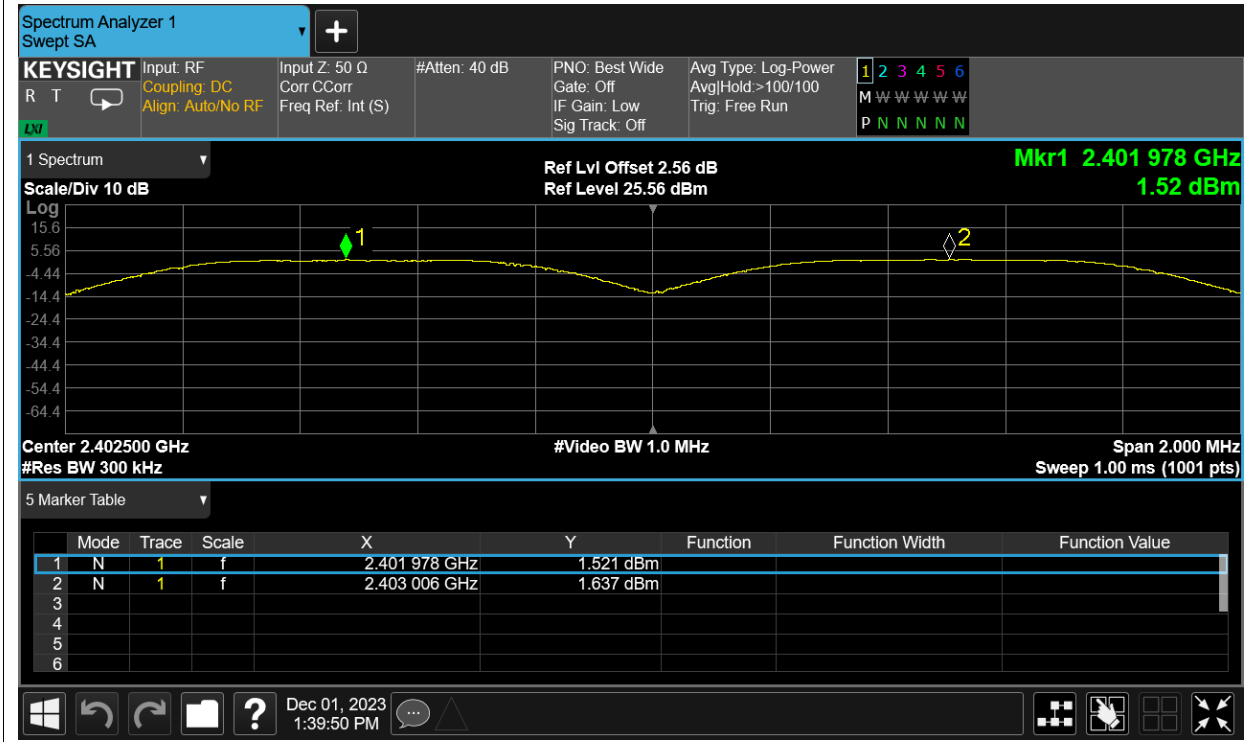 Spectrum Analyzer 1
Swept SA
KEYSIGHT
R T
LXI
Input: RF
Coupling: DC
Align: Auto/No RF
Input Z: 50 Ω
Corr CCorr
Freq Ref: Int (S)
#Atten: 40 dB
PNO: Best Wide
Gate: Off
IF Gain: Low
Sig Track: Off
Avg Type: Log-Power
Avg|Hold:>100/100
Trig: Free Run
1 2 3 4 5 6
M W W W W W
P N N N N N
1 Spectrum
Scale/Div 10 dB
Ref Lvl Offset 2.56 dB
Ref Level 25.56 dBm
Mkr1 2.401 978 GHz
1.52 dBm
Log
15.6
5.56
-4.44
-14.4
-24.4
-34.4
-44.4
-54.4
-64.4
1
2
Center 2.402500 GHz
#Video BW 1.0 MHz
Span 2.000 MHz
#Res BW 300 kHz
Sweep 1.00 ms (1001 pts)
5 Marker Table
Mode Trace Scale X Y Function Function Width Function Value
1 N 1 f 2.401 978 GHz 1.521 dBm
2 N 1 f 2.403 006 GHz 1.637 dBm
3
4
5
6
?
Dec 01, 2023
1:39:50 PM